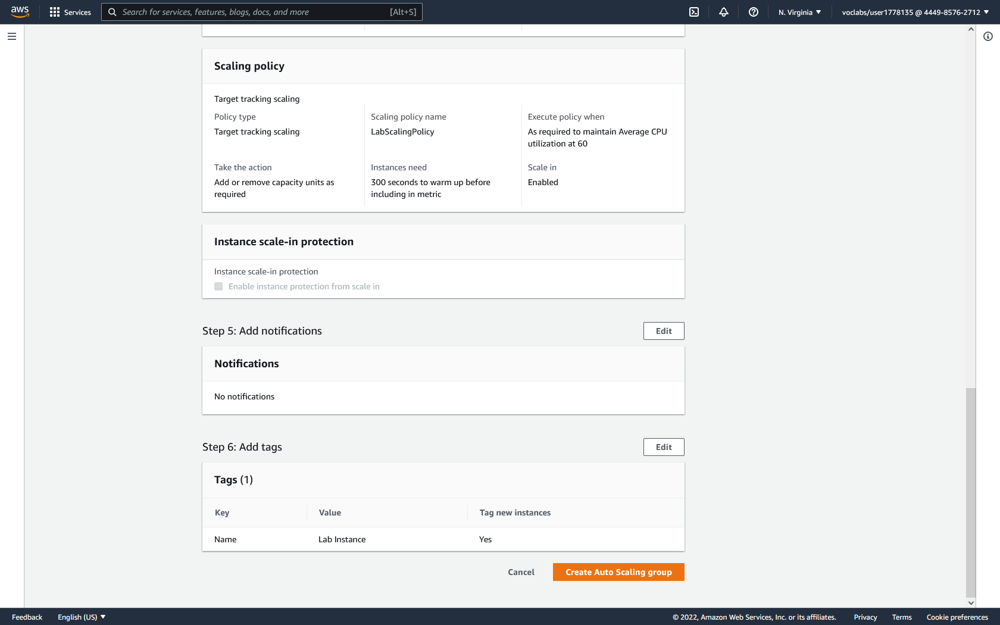 aws
Services
Search for services, features, blogs, docs, and more
[Alt+S]
N. Virginia
voclabs/user1778135 @ 4449-8576-2712
Scaling policy
Target tracking scaling
Policy type
Target tracking scaling
Scaling policy name
LabScalingPolicy
Execute policy when
As required to maintain Average CPU
utilization at 60
Take the action
Add or remove capacity units as
required
Instances need
300 seconds to warm up before
including in metric
Scale in
Enabled
Instance scale-in protection
Instance scale-in protection
Enable instance protection from scale in
Step 5: Add notifications
Edit
Notifications
No notifications
Step 6: Add tags
Edit
Tags (1)
Key
Value
Tag new instances
Name
Lab Instance
Yes
Cancel
Create Auto Scaling group
Feedback
English (US)
© 2022, Amazon Web Services, Inc. or its affiliates.
Privacy
Terms
Cookie preferences